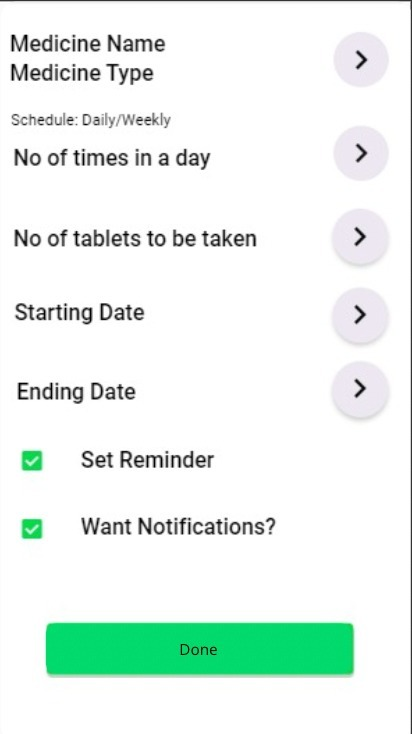 Medicine Name
Medicine Type
Schedule: Daily/Weekly
No of times in a day
No of tablets to be taken
Starting Date
Ending Date
Set Reminder
Want Notifications?
Done